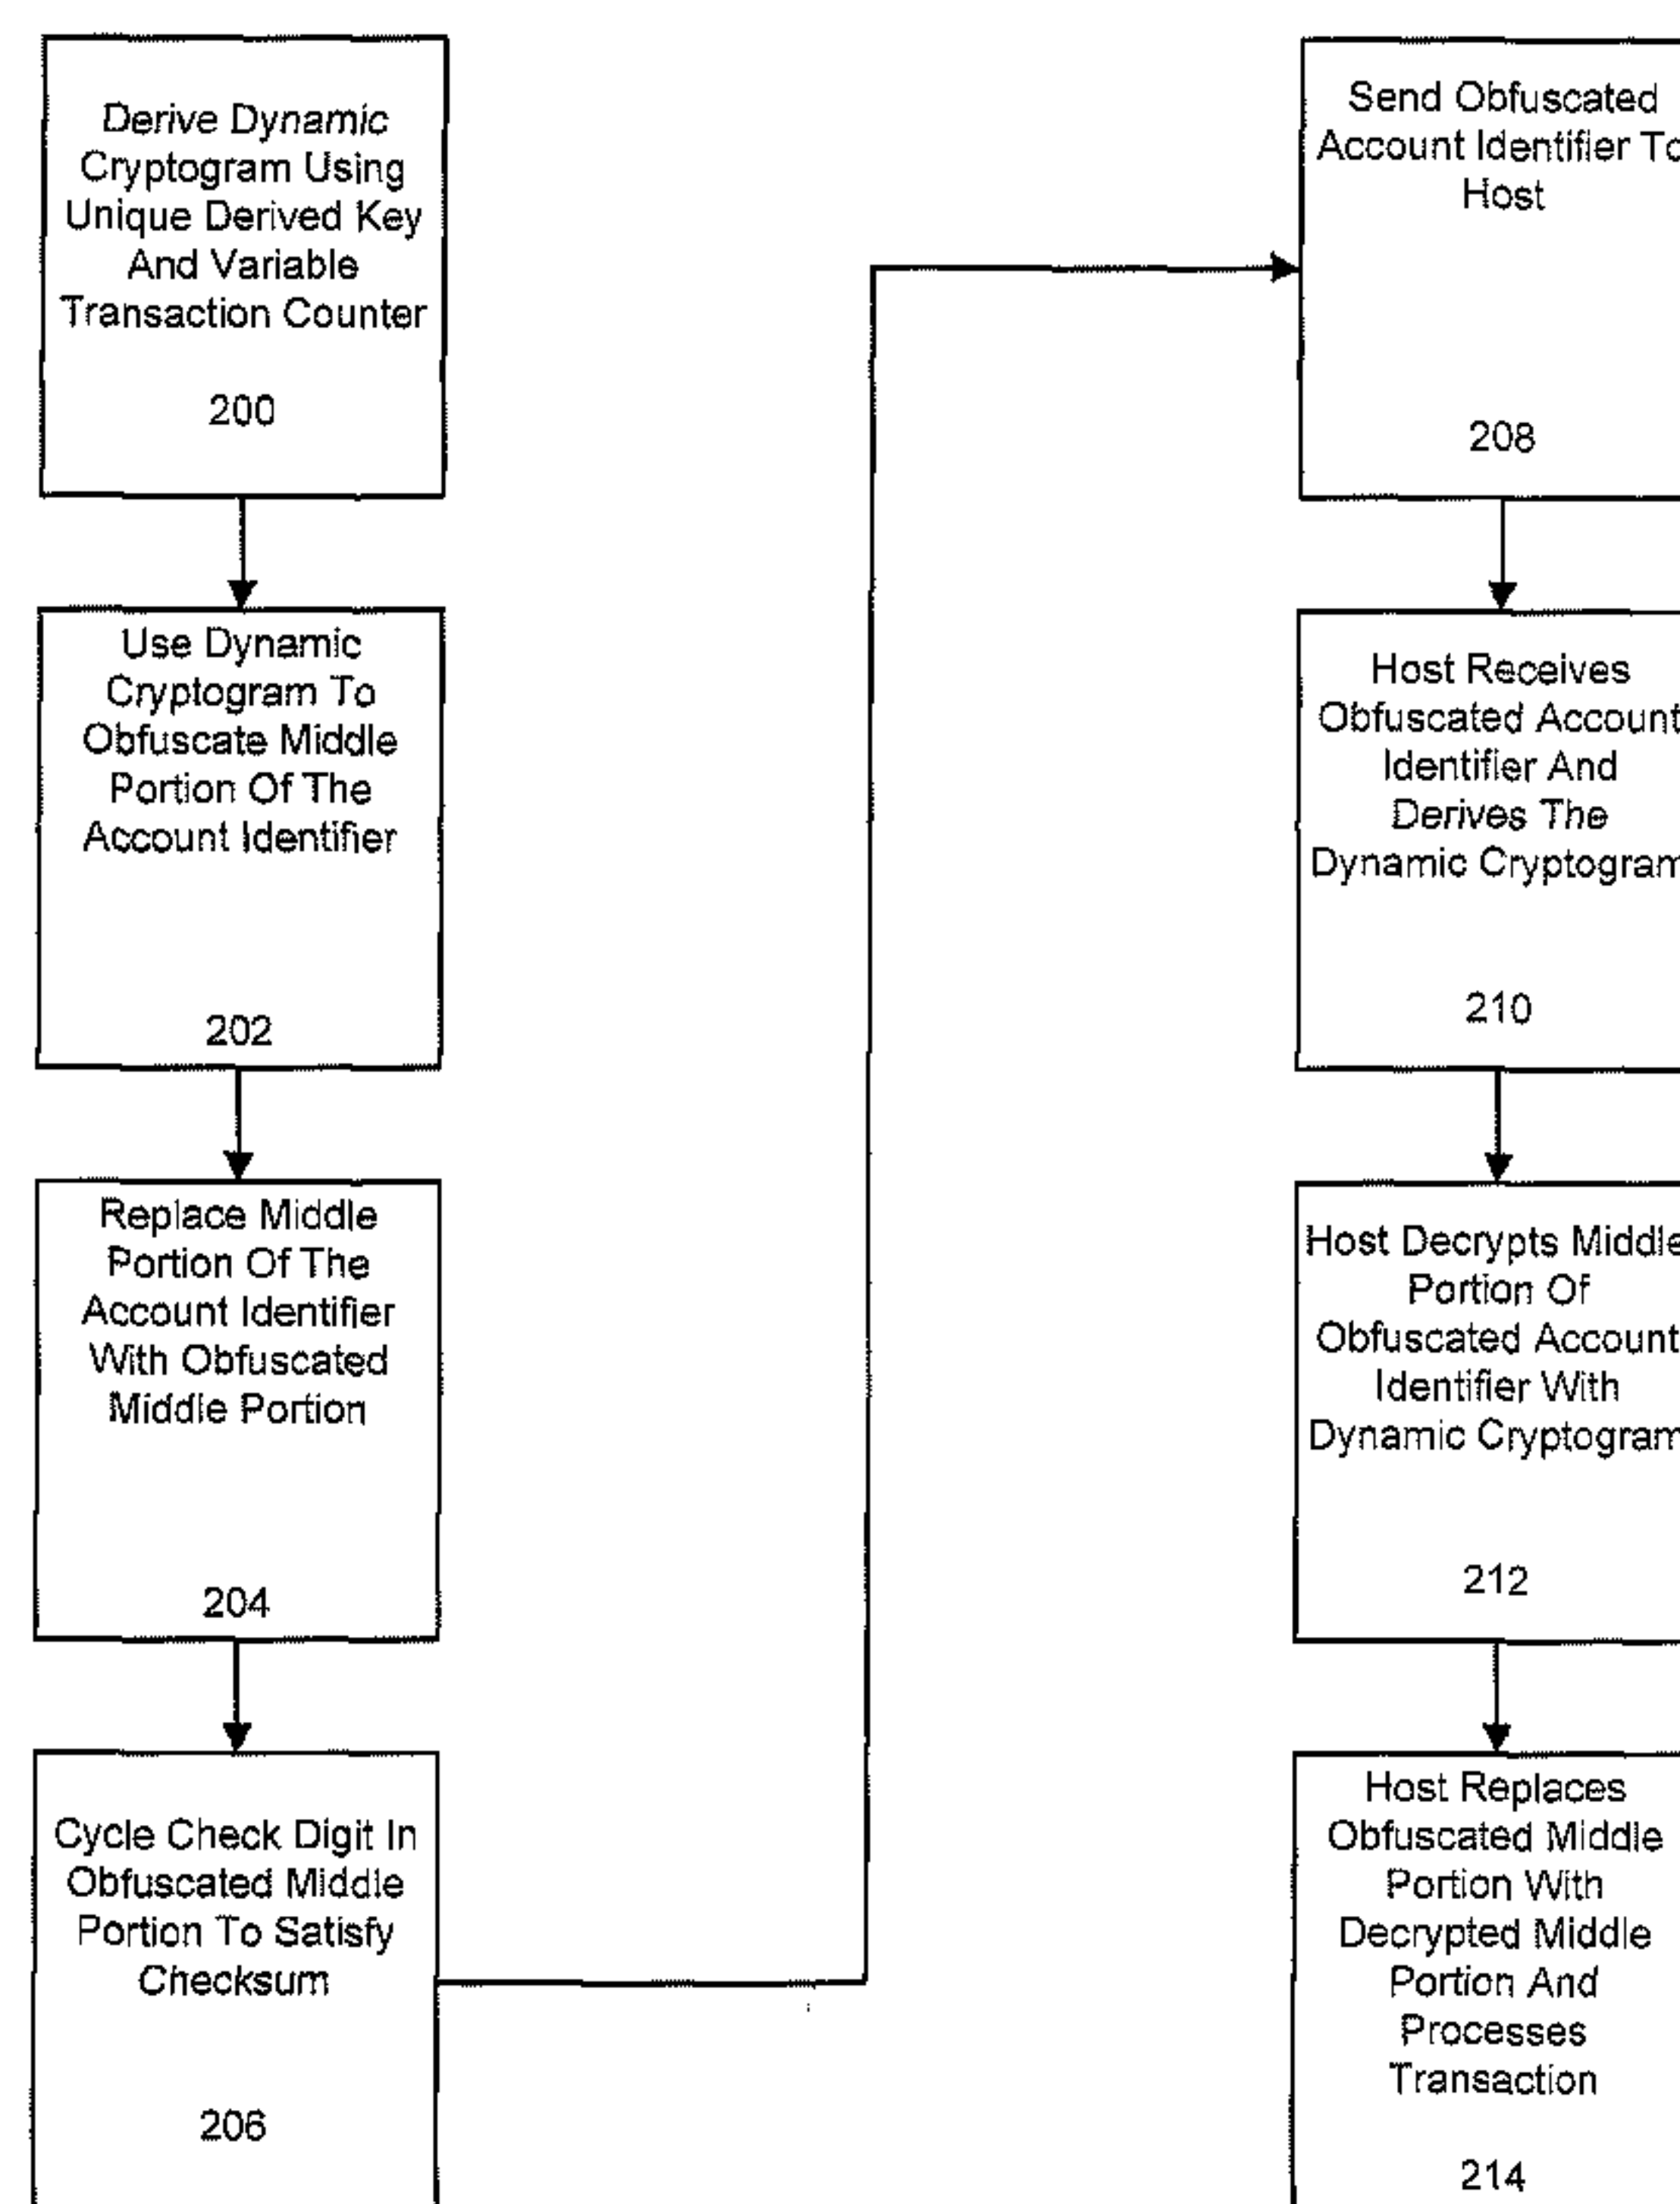 Derive Dynamic
Cryptogram Using
Unique Derived Key
And Variable
Transaction Counter
200
Use Dynamic
Cryptogram To
Obfuscate Middle
Portion Of The
Account Identifier
202
Replace Middle
Portion Of The
Account Identifier
With Obfuscated
Middle Portion
204
Cycle Check Digit In
Obfuscated Middle
Portion To Satisfy
Checksum
206
Send Obfuscated
Account Identifier To
Host
208
Host Receives
Obfuscated Account
Identifier And
Derives The
Dynamic Cryptogram
210
Host Decrypts Middle
Portion Of
Obfuscated Account
Identifier With
Dynamic Cryptogram
212
Host Replaces
Obfuscated Middle
Portion With
Decrypted Middle
Portion And
Processes
Transaction
214